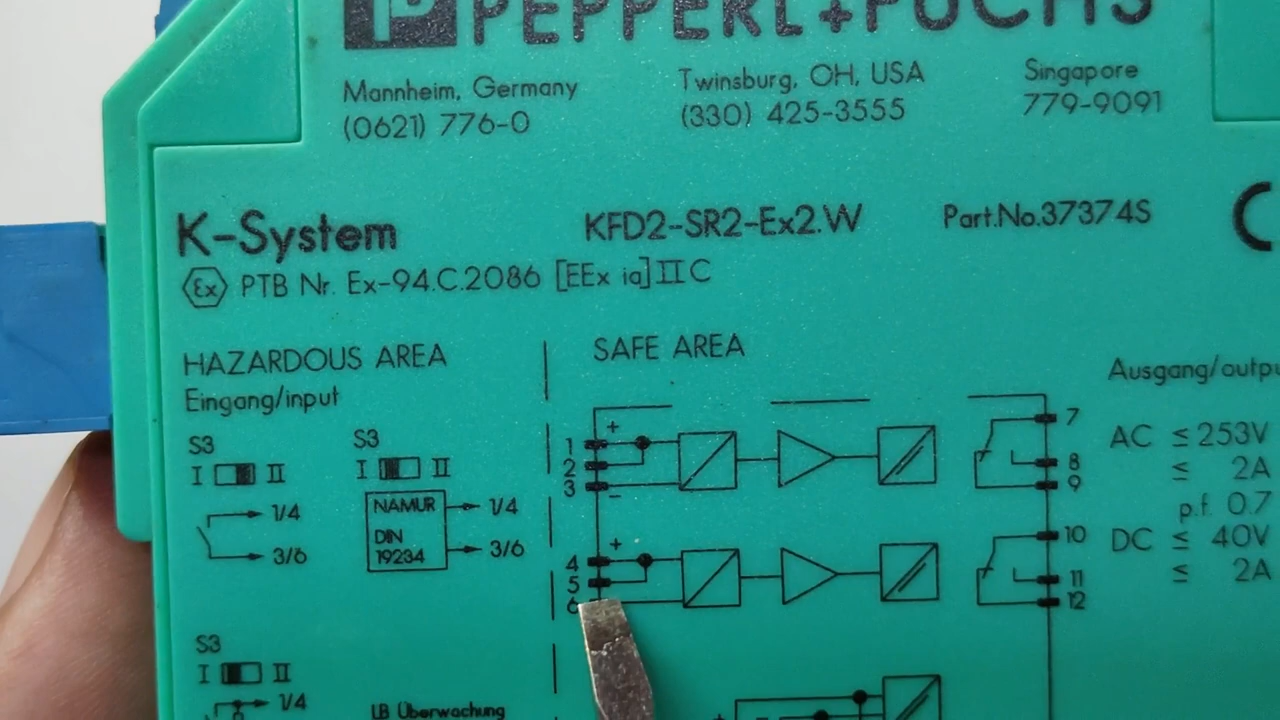 PEPPERL+FUCHS
Mannheim, Germany
(0621) 776-0
Twinsburg, OH, USA
(330) 425-3555
Singapore
779-9091
K-System
KFD2-SR2-Ex2.W
Part.No.37374S
Ex PTB Nr. Ex-94.C.2086 [EEx ia] II C
HAZARDOUS AREA
Eingang/input
SAFE AREA
Ausgang/outpu
S3
I II
1/4
3/6
S3
I II
NAMUR
DIN
19234
1/4
3/6
S3
I II
1/4
LB Überwachung
+
1
2
3
-
+
4
5
6
7
8
9
10
11
12
+
AC ≤ 253V
≤ 2A
p.f. 0.7
DC ≤ 40V
≤ 2A